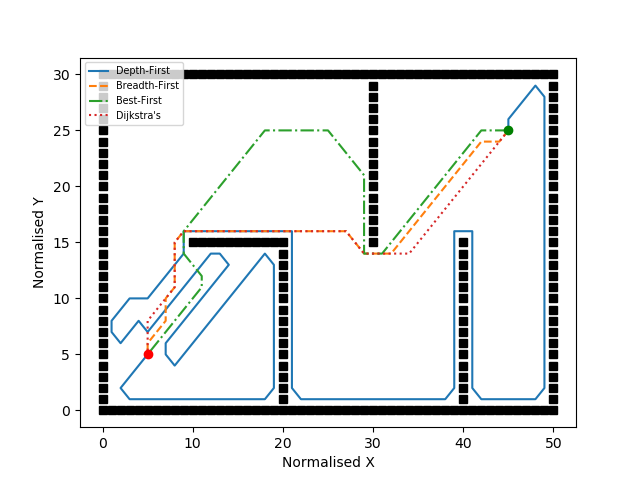 Depth-First
Breadth-First
Best-First
Dijkstra's
Normalised Y
30
25
20
15
10
5
0
0 10 20 30 40 50
Normalised X